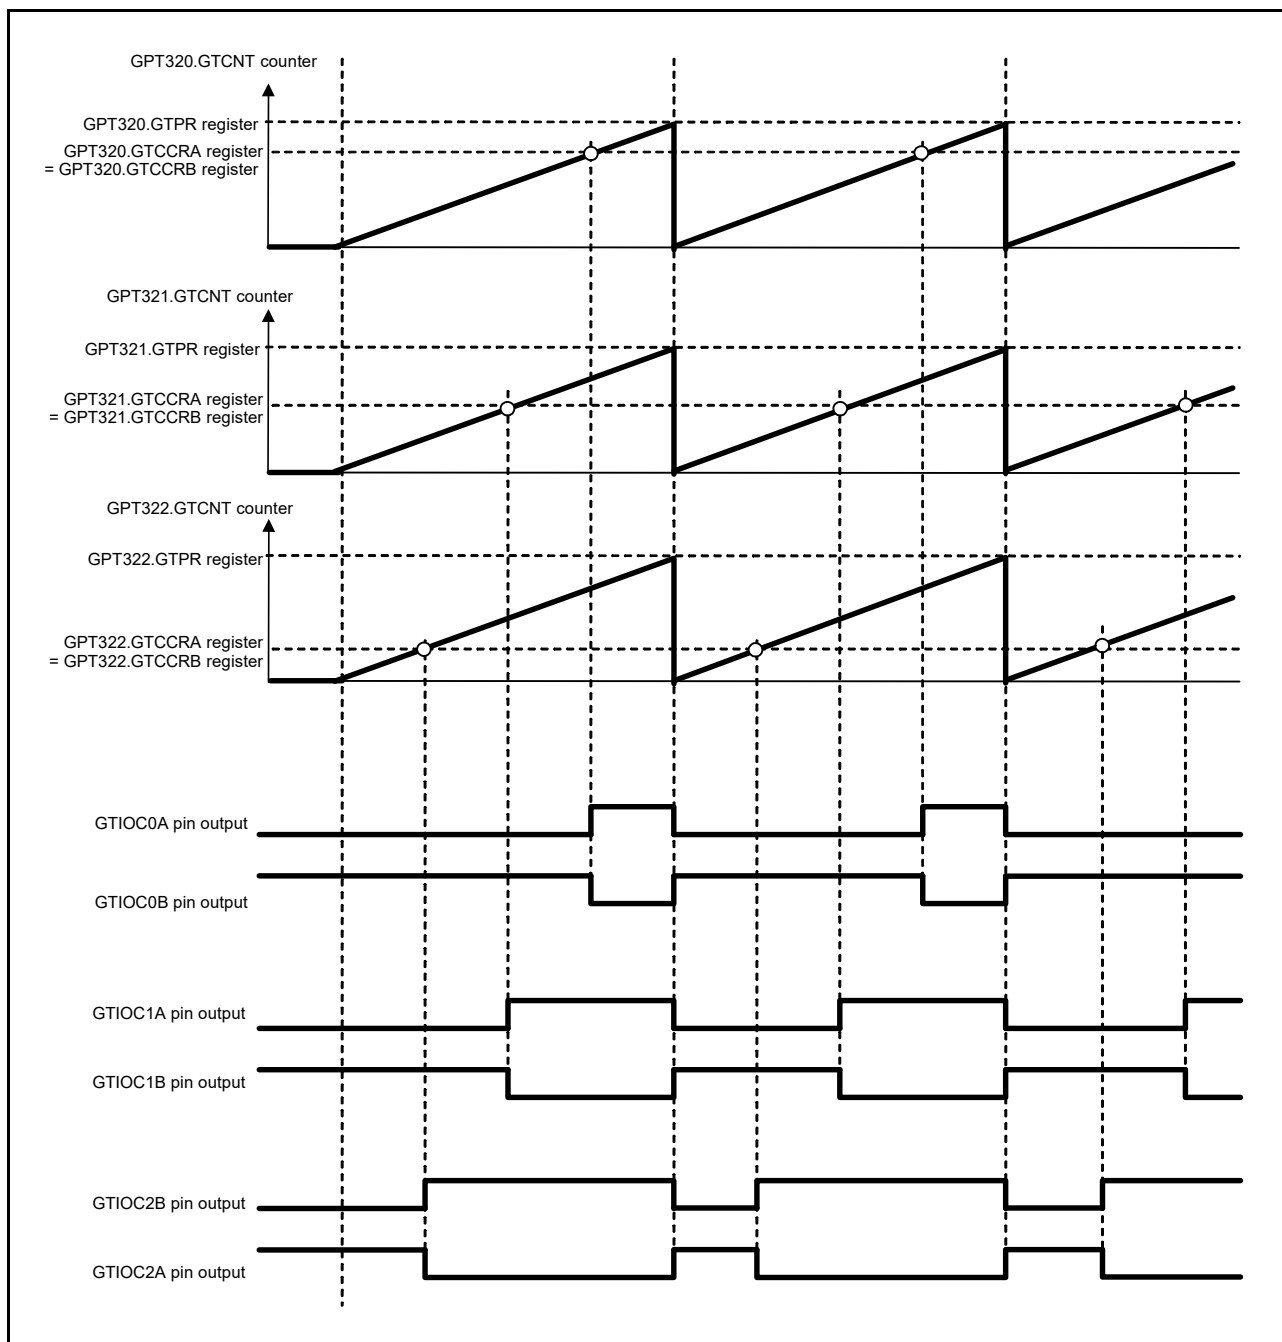 GPT320.GTCNT counter
GPT320.GTPR register
GPT320.GTCCRA register
= GPT320.GTCCRB register
GPT321.GTCNT counter
GPT321.GTPR register
GPT321.GTCCRA register
= GPT321.GTCCRB register
GPT322.GTCNT counter
GPT322.GTPR register
GPT322.GTCCRA register
= GPT322.GTCCRB register
GTIOC0A pin output
GTIOC0B pin output
GTIOC1A pin output
GTIOC1B pin output
GTIOC2B pin output
GTIOC2A pin output